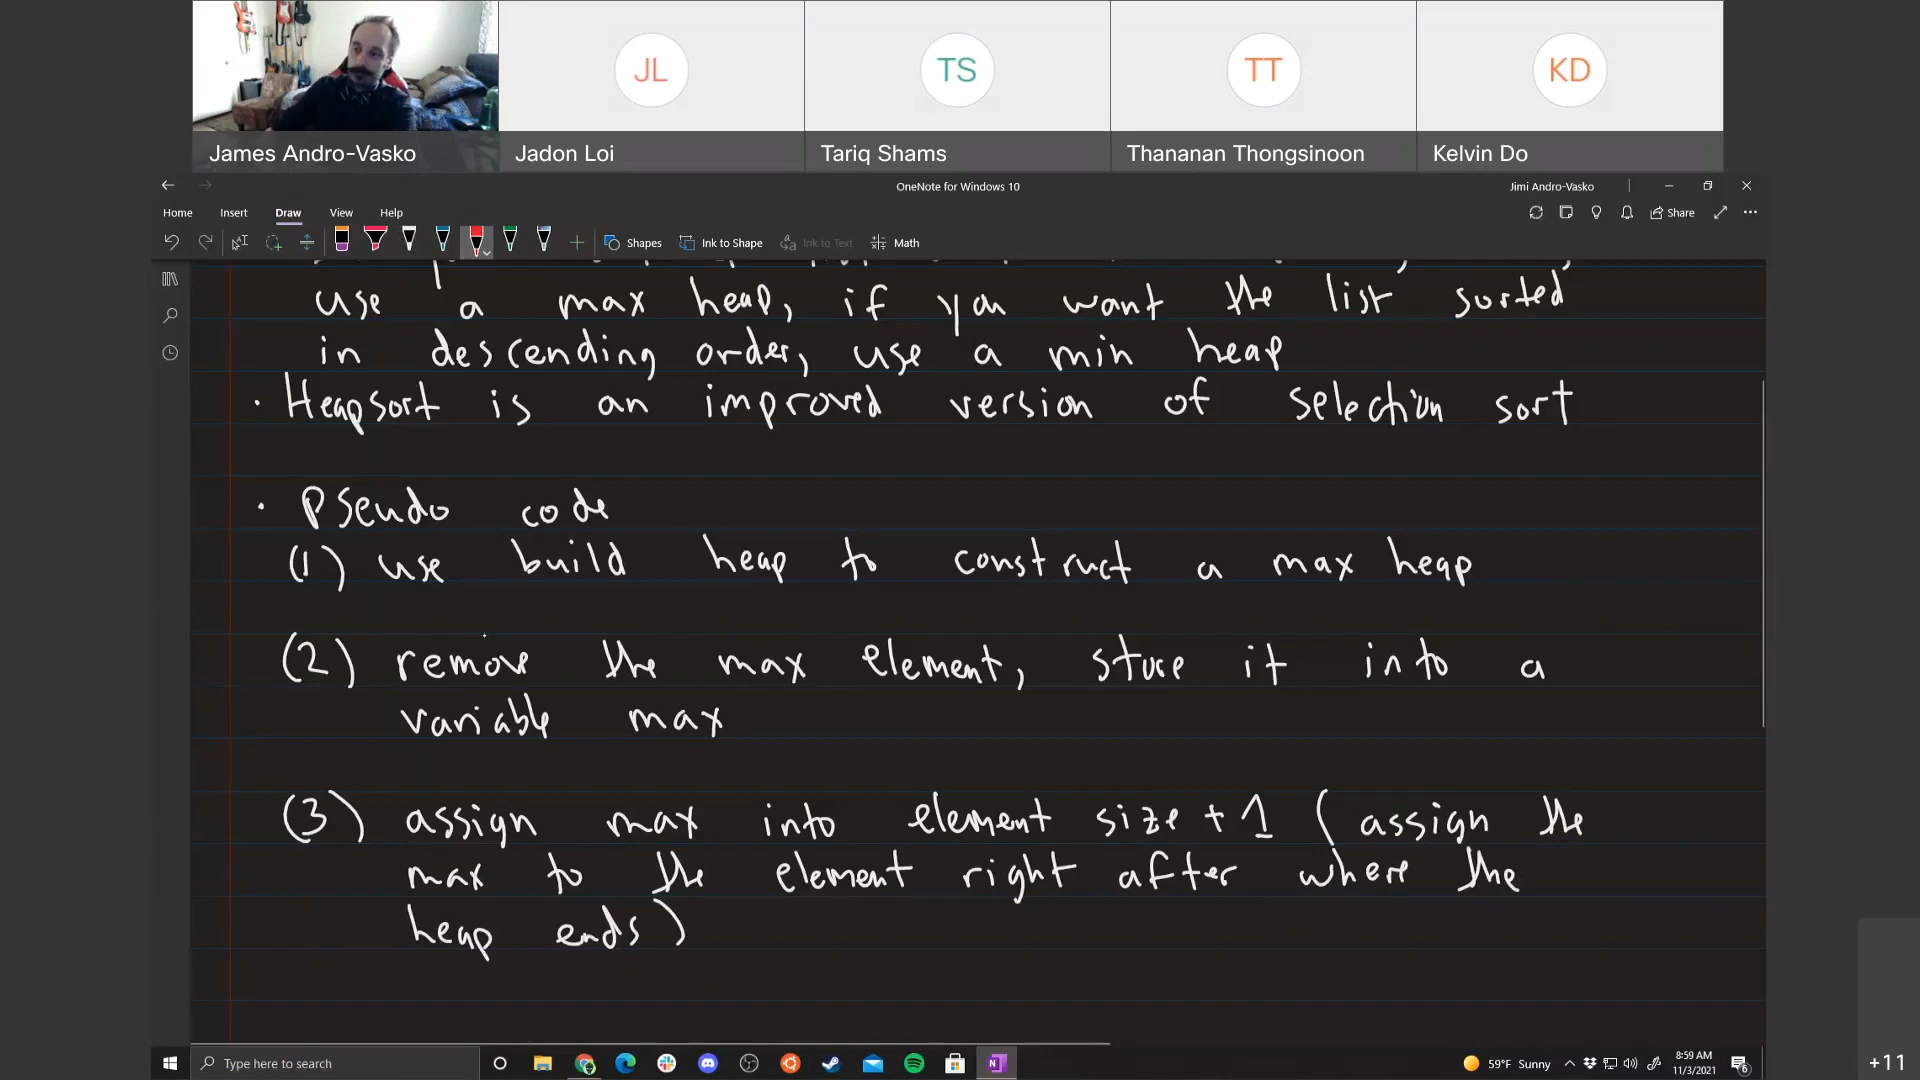 JL
TS
TT
KD
James Andro-Vasko
Jadon Loi
Tariq Shams
Thananan Thongsinoon
Kelvin Do
OneNote for Windows 10
Jimi Andro-Vasko
Home Insert Draw View Help
Share
Shapes Ink to Shape Ink to Text Math
use a max heap, if you want the list sorted
in descending order, use a min heap
· Heapsort is an improved version of selection sort
· Pseudo code
(1) use build heap to construct a max heap
(2) remove the max element, store it into a
variable max
(3) assign max into element size + 1 (assign the
max to the element right after where the
heap ends)
Type here to search
59°F Sunny
8:59 AM
11/3/2021
6
+11